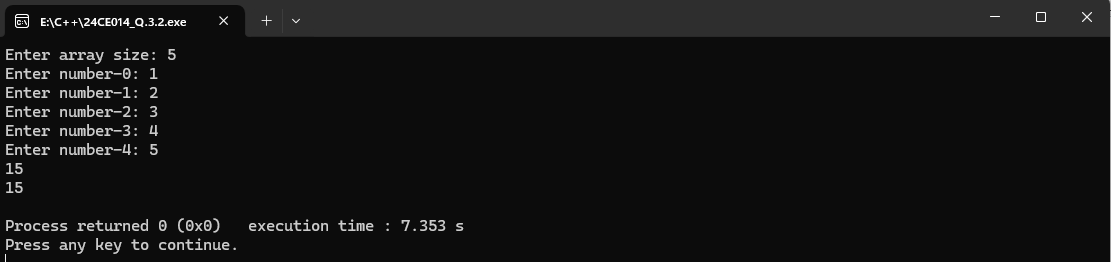 E:\C++\24CE014_Q.3.2.exe
Enter array size: 5
Enter number-0: 1
Enter number-1: 2
Enter number-2: 3
Enter number-3: 4
Enter number-4: 5
15
15
Process returned 0 (0x0)   execution time : 7.353 s
Press any key to continue.